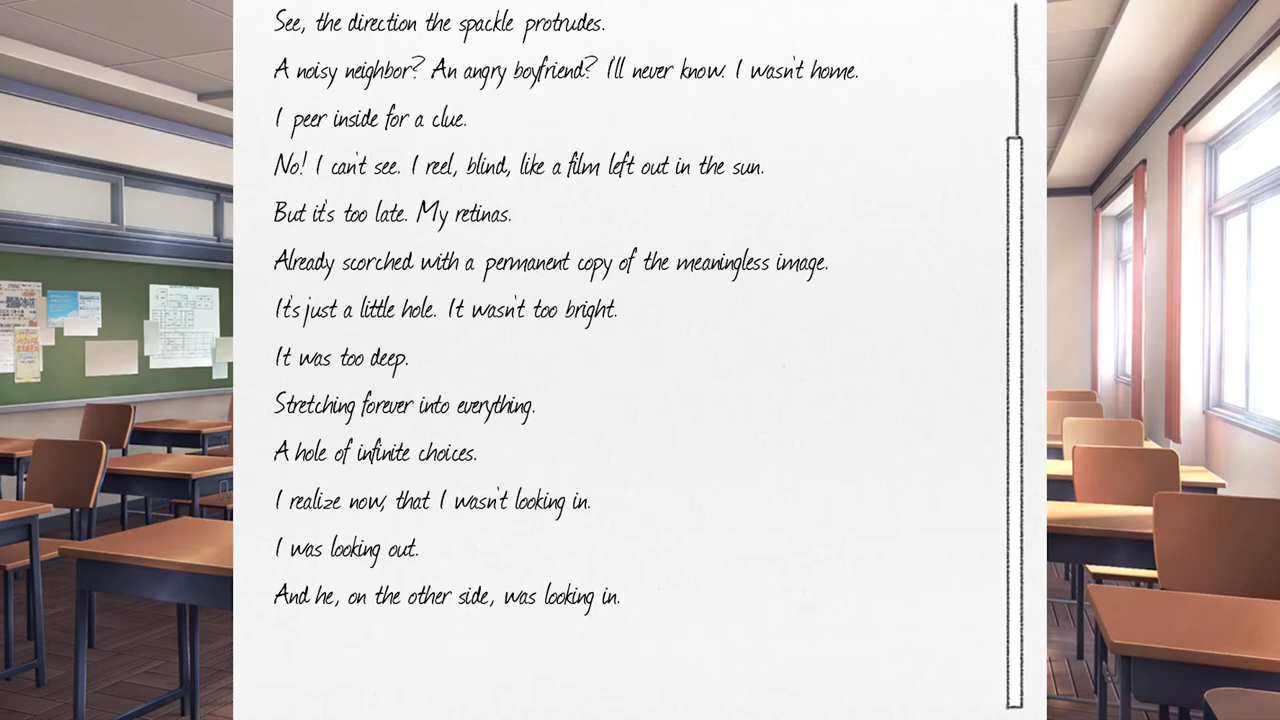 See, the direction the spackle protrudes.
A noisy neighbor? An angry boyfriend? I'll never know. I wasn't home.
I peer inside for a clue.
No! I can't see. I reel, blind, like a film left out in the sun.
But it's too late. My retinas.
Already scorched with a permanent copy of the meaningless image.
It's just a little hole. It wasn't too bright.
It was too deep.
Stretching forever into everything.
A hole of infinite choices.
I realize now, that I wasn't looking in.
I was looking out.
And he, on the other side, was looking in.